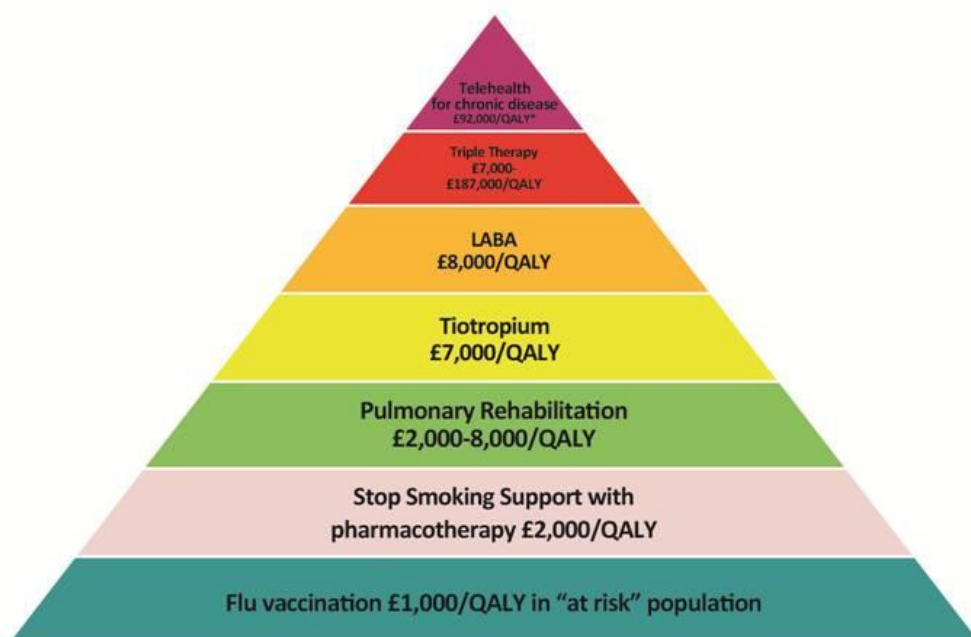 Telehealth
for chronic disease
£92,000/QALY*
Triple Therapy
£7,000-
£187,000/QALY
LABA
£8,000/QALY
Tiotropium
£7,000/QALY
Pulmonary Rehabilitation
£2,000-8,000/QALY
Stop Smoking Support with
pharmacotherapy £2,000/QALY
Flu vaccination £1,000/QALY in “at risk” population